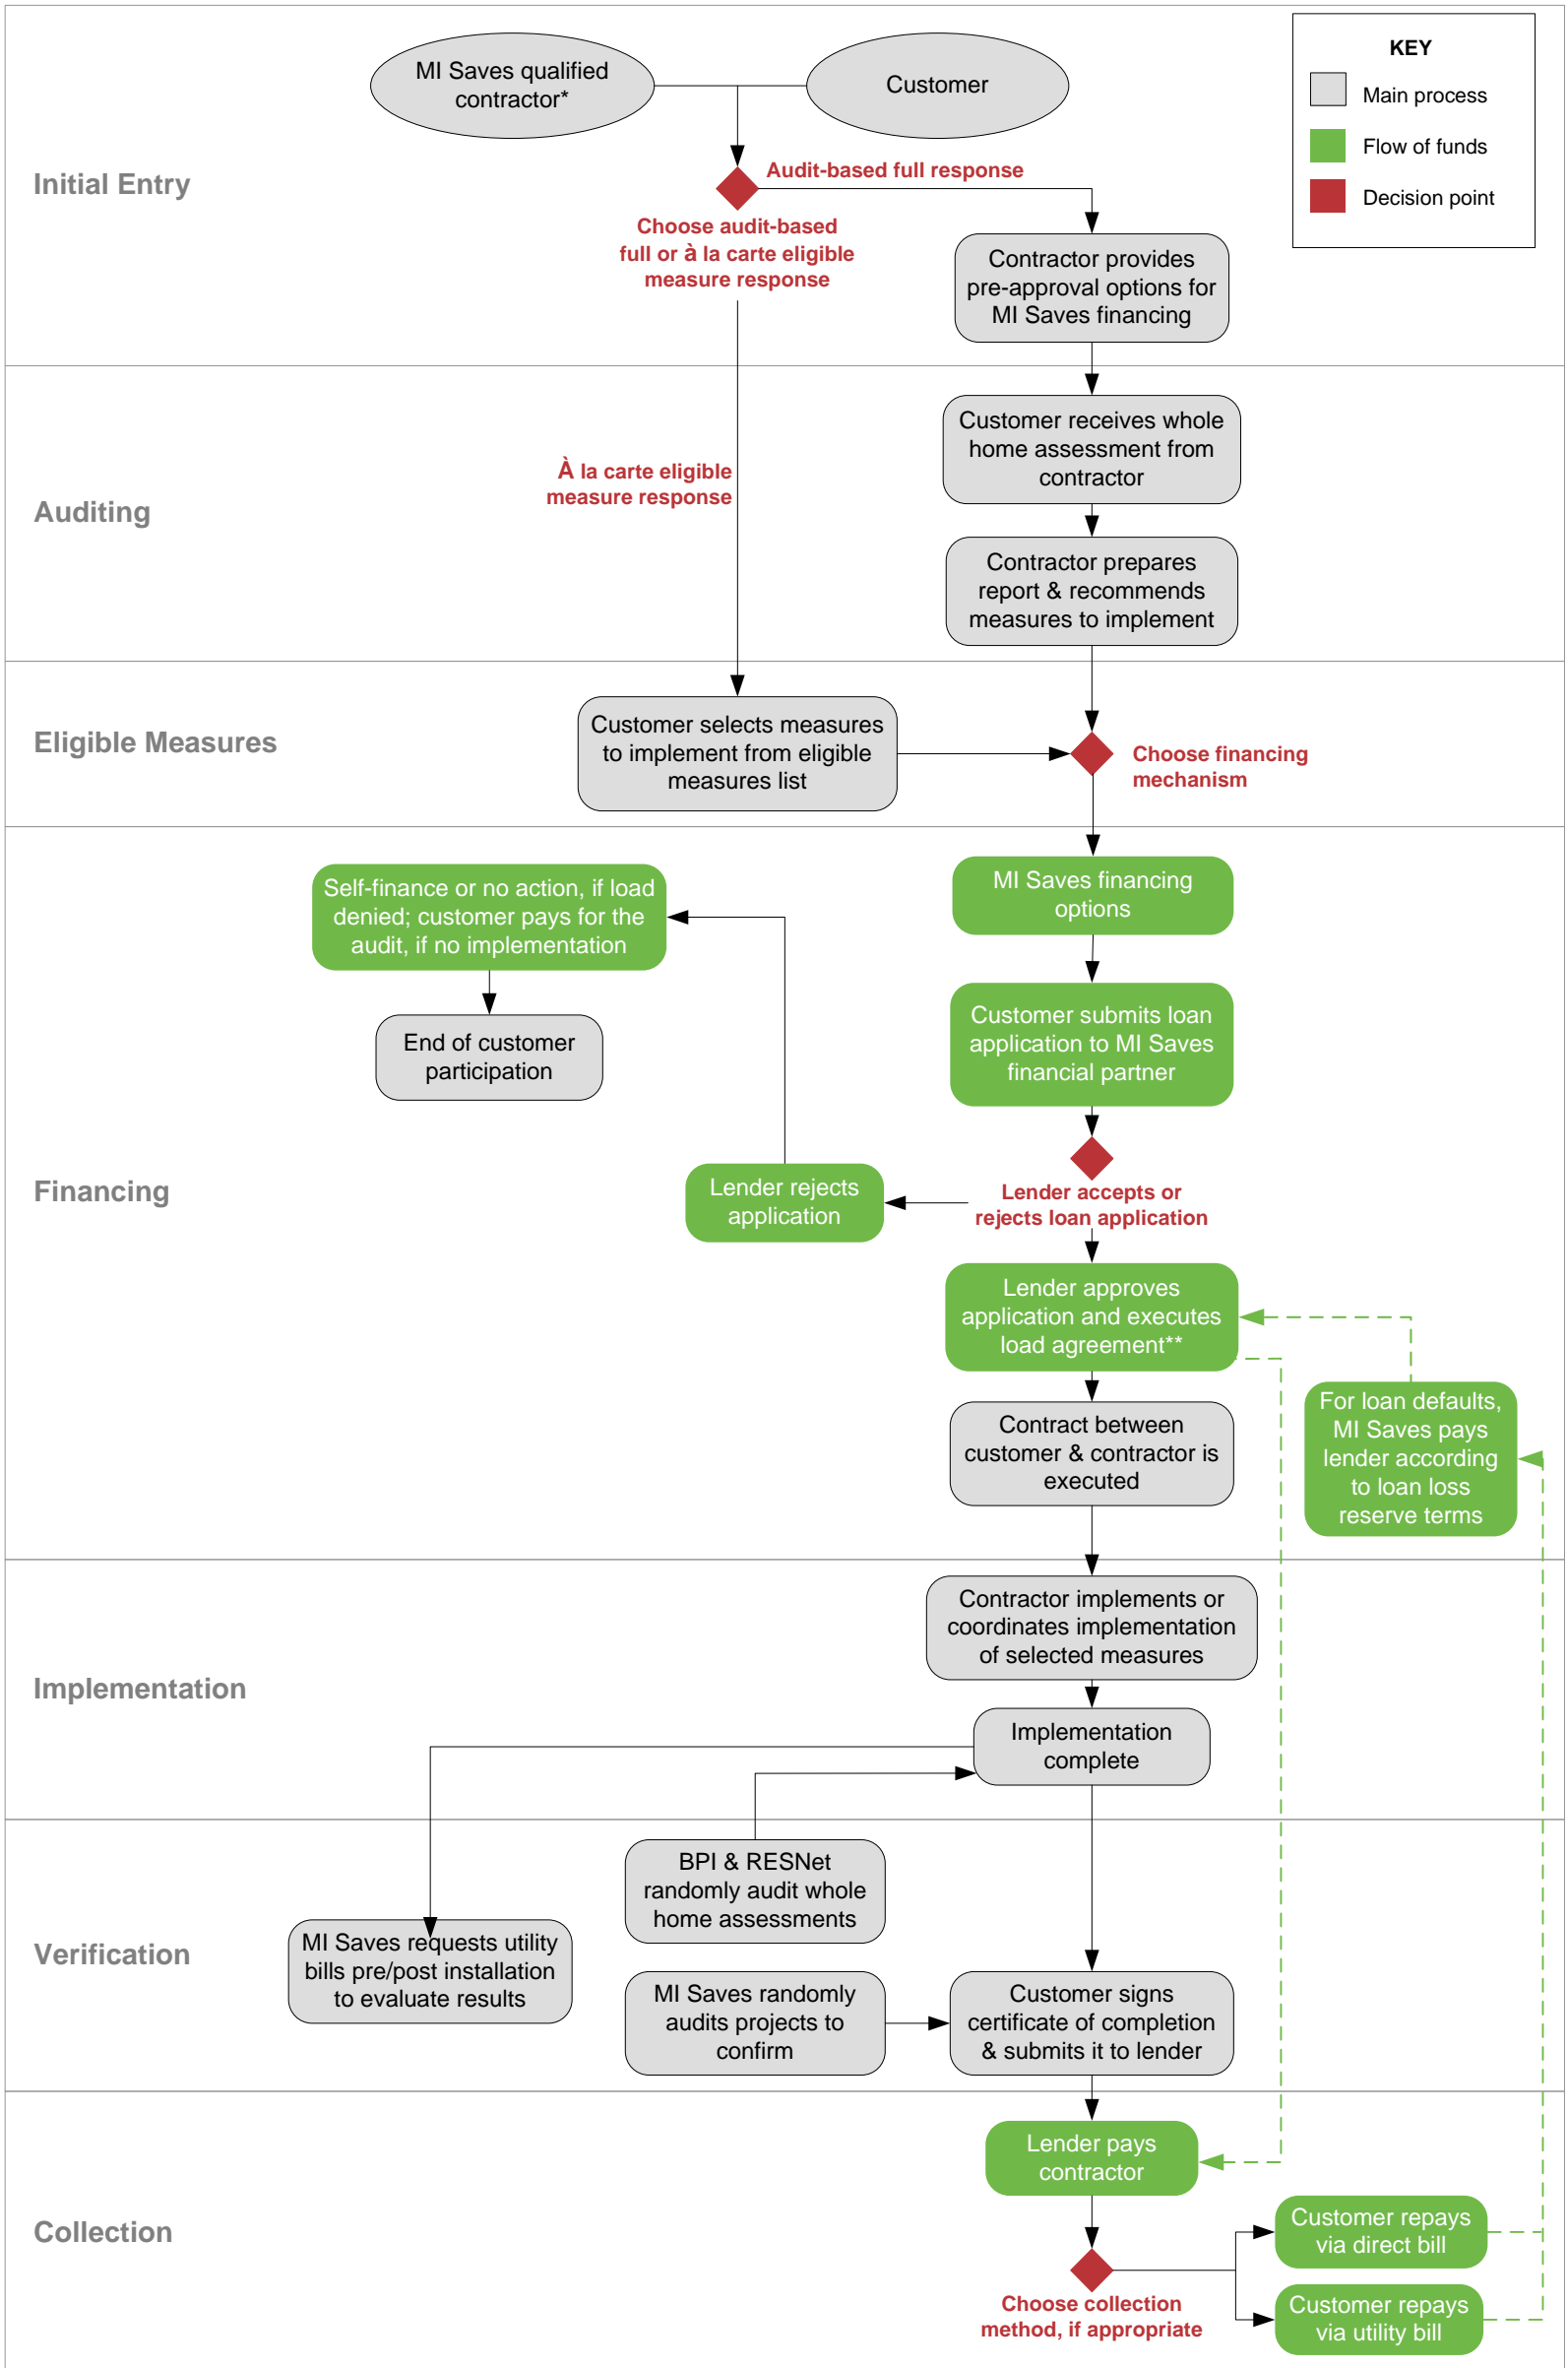 KEY
Main process
Flow of funds
Decision point
Initial Entry
MI Saves qualified
contractor*
Customer
Audit-based full response
Choose audit-based
full or à la carte eligible
measure response
Contractor provides
pre-approval options for
MI Saves financing
Auditing
À la carte eligible
measure response
Customer receives whole
home assessment from
contractor
Contractor prepares
report & recommends
measures to implement
Eligible Measures
Customer selects measures
to implement from eligible
measures list
Choose financing
mechanism
Financing
MI Saves financing
options
Self-finance or no action, if load
denied; customer pays for the
audit, if no implementation
End of customer
participation
Customer submits loan
application to MI Saves
financial partner
Lender accepts or
rejects loan application
Lender rejects
application
Lender approves
application and executes
load agreement**
Contract between
customer & contractor is
executed
For loan defaults,
MI Saves pays
lender according
to loan loss
reserve terms
Implementation
Contractor implements or
coordinates implementation
of selected measures
Implementation
complete
Verification
BPI & RESNet
randomly audit whole
home assessments
MI Saves requests utility
bills pre/post installation
to evaluate results
MI Saves randomly
audits projects to
confirm
Customer signs
certificate of completion
& submits it to lender
Collection
Lender pays
contractor
Choose collection
method, if appropriate
Customer repays
via direct bill
Customer repays
via utility bill